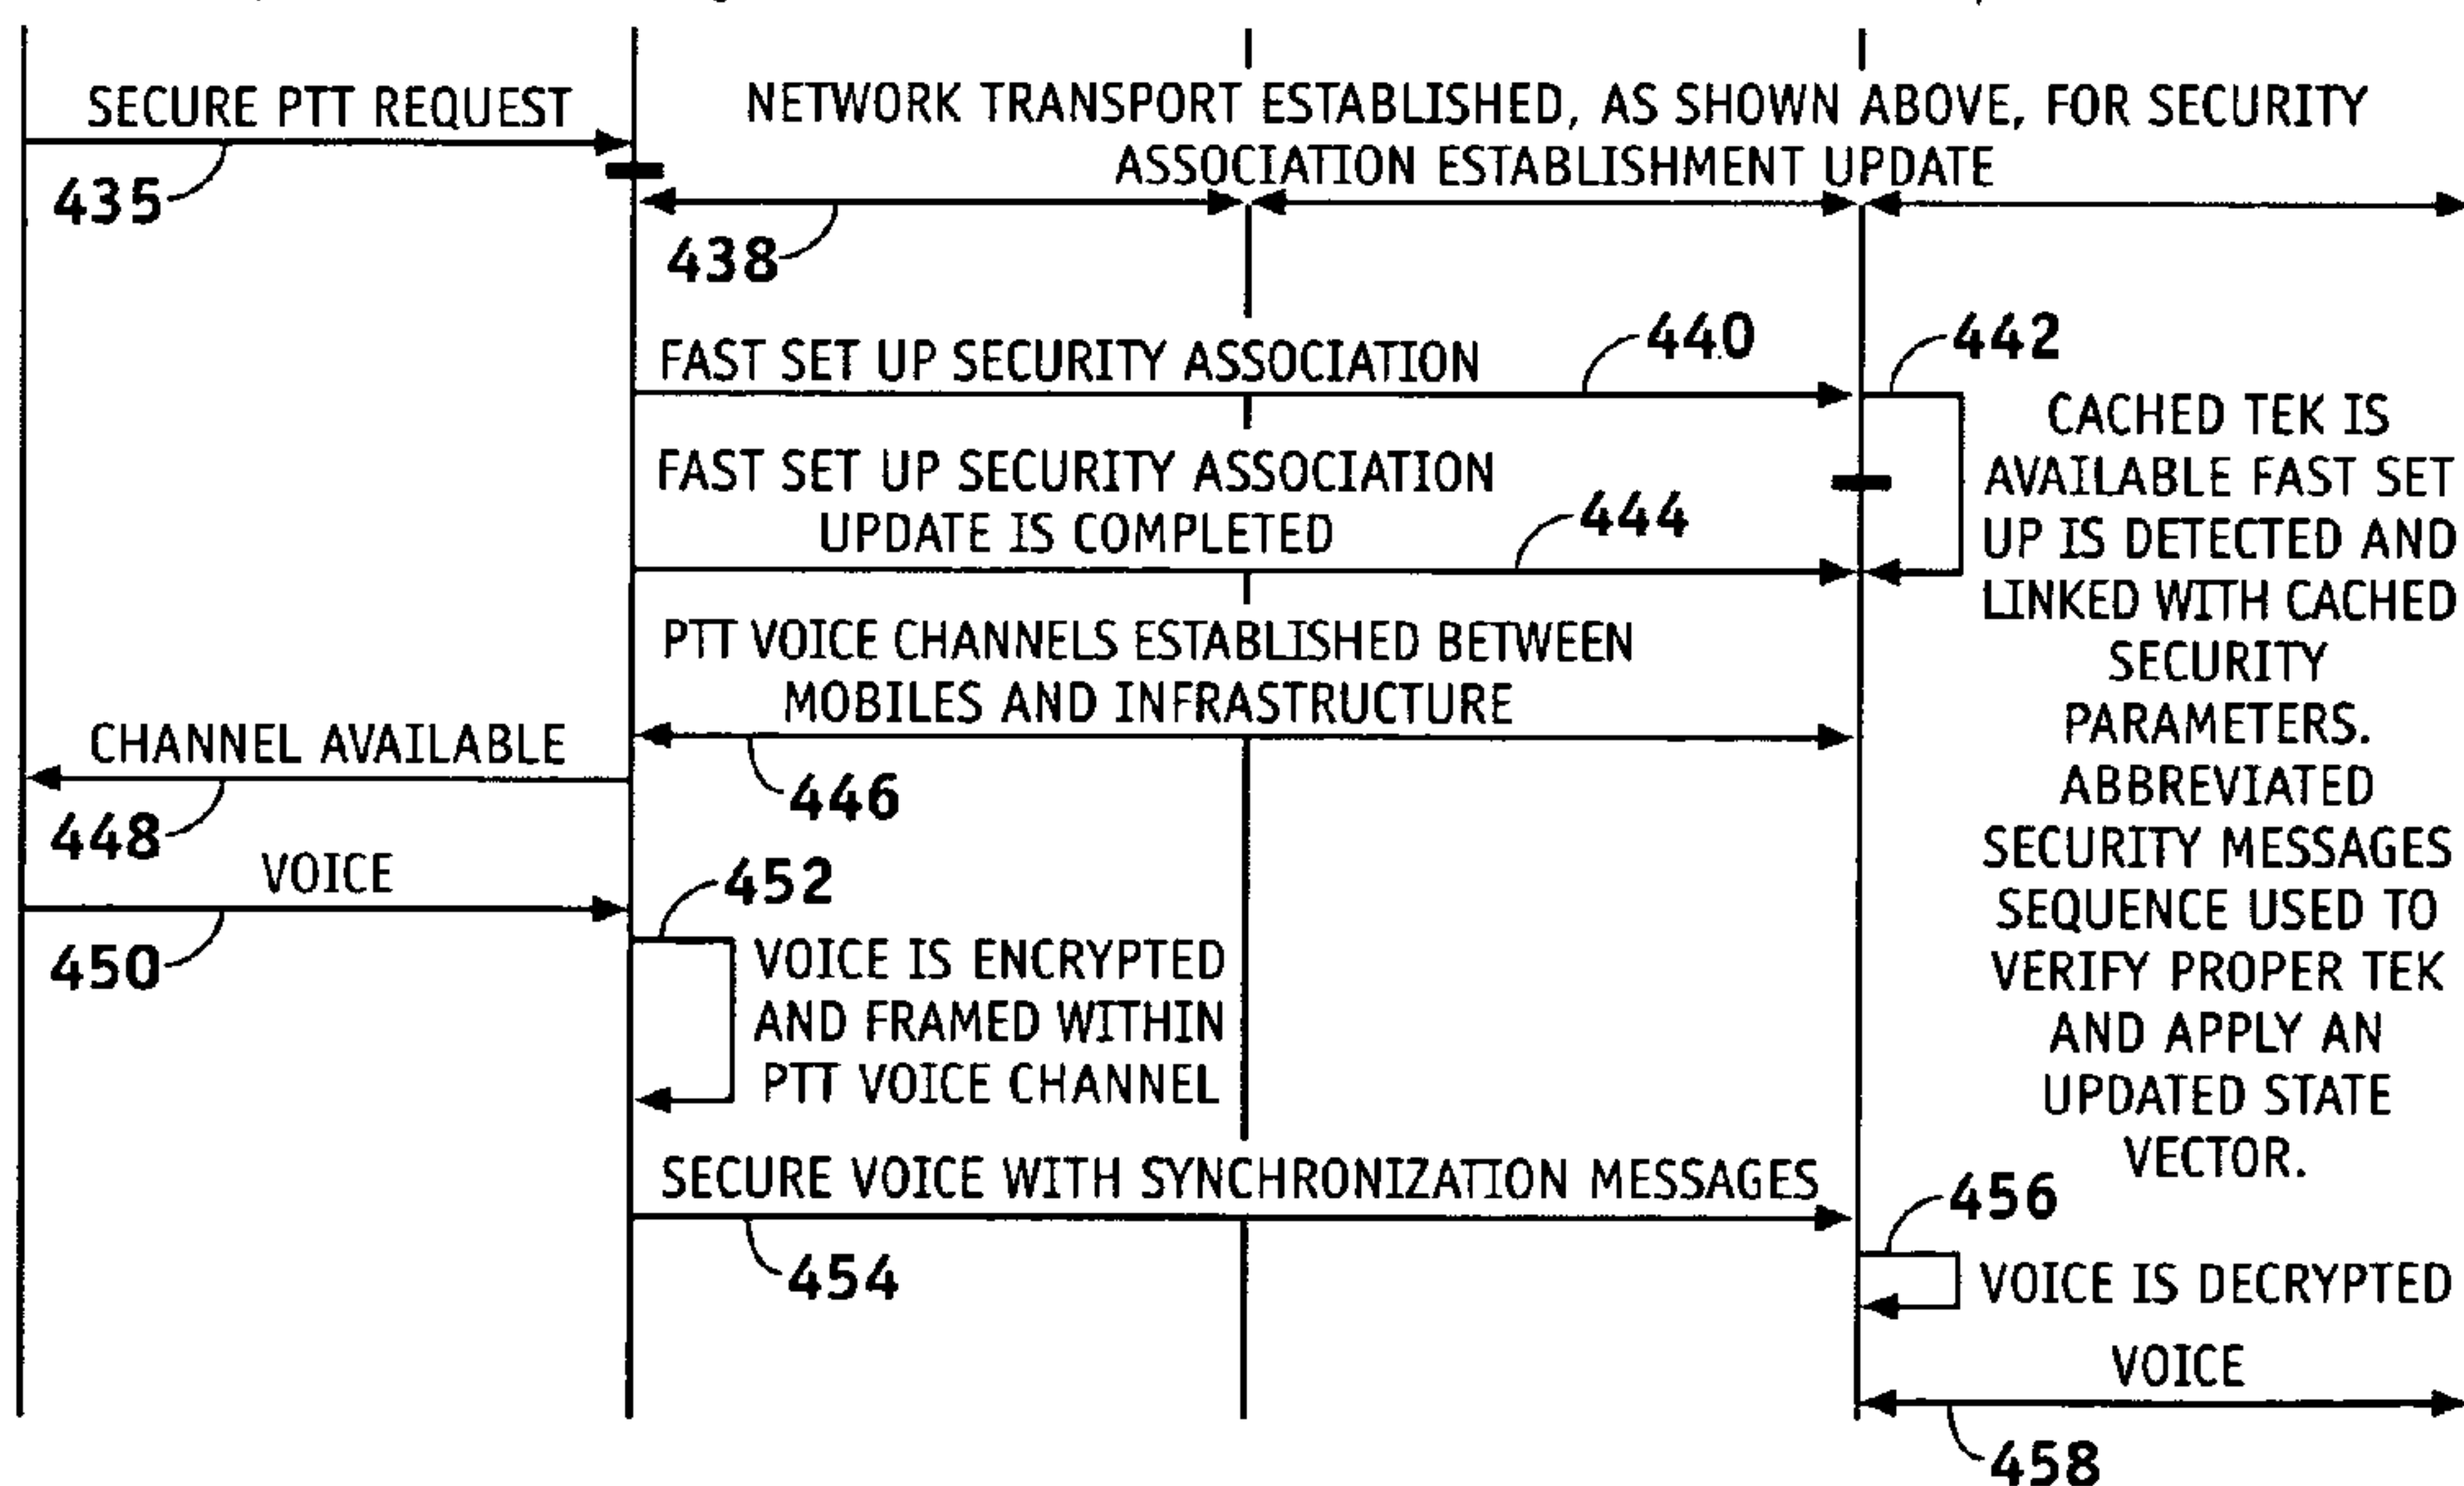 SECURE PTT REQUEST
435
NETWORK TRANSPORT ESTABLISHED, AS SHOWN ABOVE, FOR SECURITY
ASSOCIATION ESTABLISHMENT UPDATE
438
FAST SET UP SECURITY ASSOCIATION
440
442
FAST SET UP SECURITY ASSOCIATION
UPDATE IS COMPLETED
444
CACHED TEK IS
AVAILABLE FAST SET
UP IS DETECTED AND
LINKED WITH CACHED
SECURITY
PARAMETERS.
ABBREVIATED
SECURITY MESSAGES
SEQUENCE USED TO
VERIFY PROPER TEK
AND APPLY AN
UPDATED STATE
VECTOR.
PTT VOICE CHANNELS ESTABLISHED BETWEEN
MOBILES AND INFRASTRUCTURE
446
CHANNEL AVAILABLE
448
VOICE
450
452
VOICE IS ENCRYPTED
AND FRAMED WITHIN
PTT VOICE CHANNEL
SECURE VOICE WITH SYNCHRONIZATION MESSAGES
454
456
VOICE IS DECRYPTED
VOICE
458